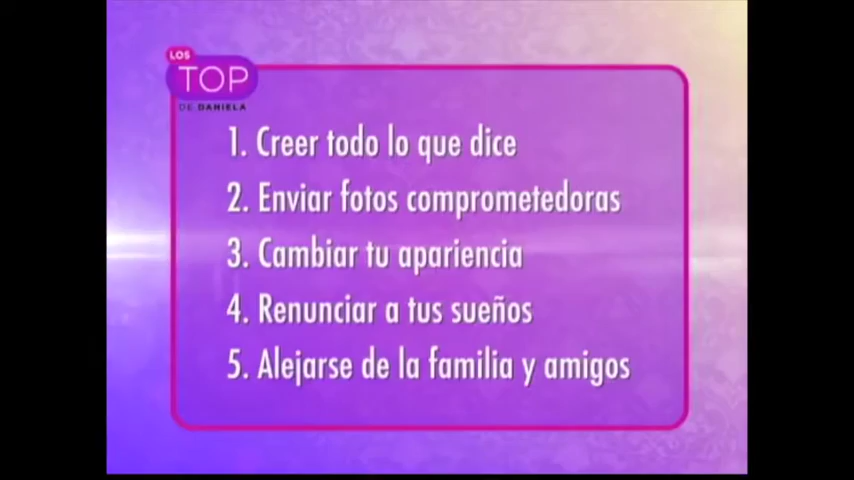 LOS
TOP
DE DANIELA
1. Creer todo lo que dice
2. Enviar fotos comprometedoras
3. Cambiar tu apariencia
4. Renunciar a tus sueños
5. Alejarse de la familia y amigos